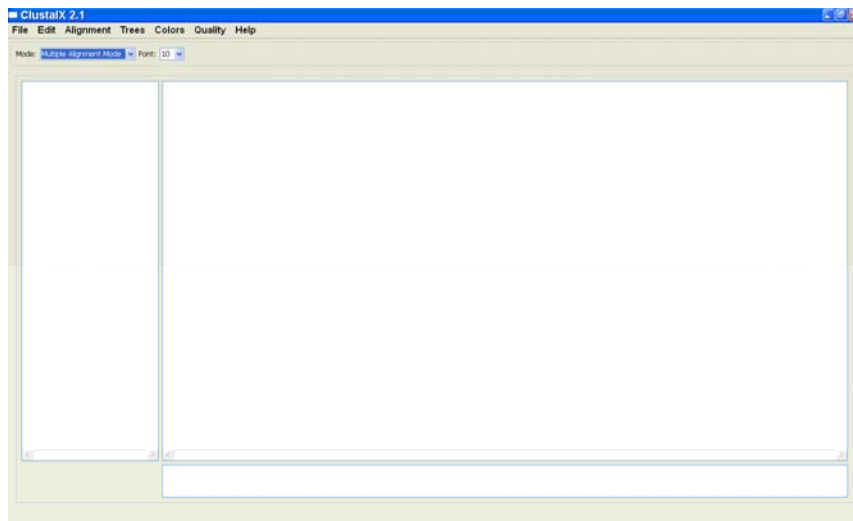 ClustalX 2.1
File Edit Alignment Trees Colors Quality Help
Mode: Multiple Alignment Mode Font: 10